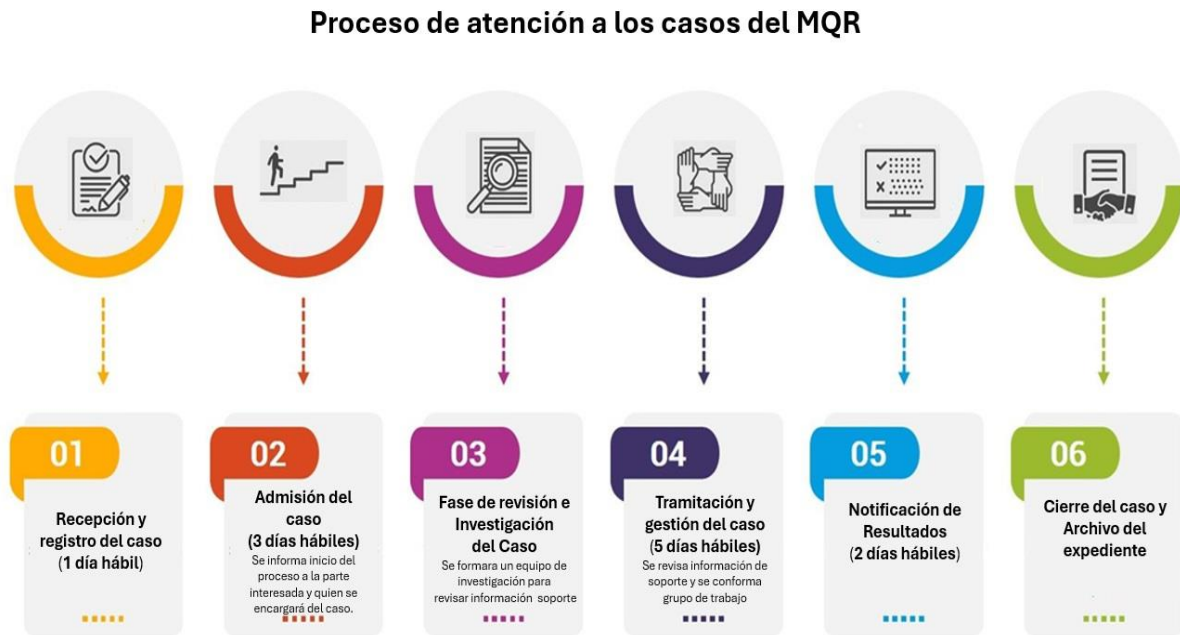 Proceso de atención a los casos del MQR
01
Recepción y
registro del caso
(1 día hábil)
02
Admisión del
caso
(3 días hábiles)
Se informa inicio del
proceso a la parte
interesada y quien se
encargará del caso.
03
Fase de revisión e
Investigación
del Caso
Se formara un equipo de
investigación para
revisar información soporte
04
Tramitación y
gestión del caso
(5 días hábiles)
Se revisa información de
soporte y se conforma
grupo de trabajo
05
Notificación de
Resultados
(2 días hábiles)
06
Cierre del caso y
Archivo del
expediente